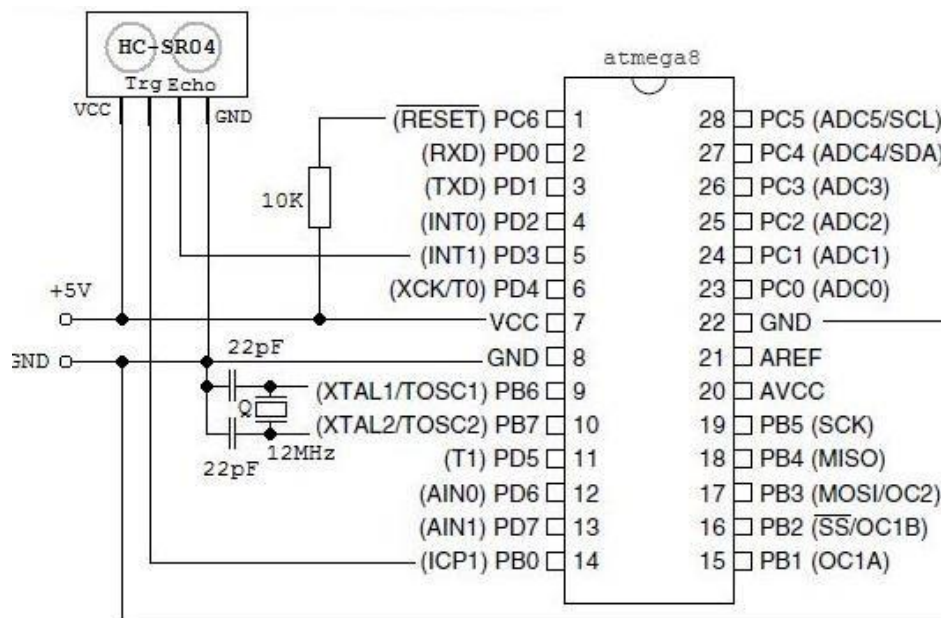 HC-SR04
Trg Echo
VCC
GND
atmega8
(RESET) PC6 1
(RXD) PD0 2
(TXD) PD1 3
(INT0) PD2 4
(INT1) PD3 5
(XCK/T0) PD4 6
VCC 7
GND 8
(XTAL1/TOSC1) PB6 9
(XTAL2/TOSC2) PB7 10
(T1) PD5 11
(AIN0) PD6 12
(AIN1) PD7 13
(ICP1) PB0 14
28 PC5 (ADC5/SCL)
27 PC4 (ADC4/SDA)
26 PC3 (ADC3)
25 PC2 (ADC2)
24 PC1 (ADC1)
23 PC0 (ADC0)
22 GND
21 AREF
20 AVCC
19 PB5 (SCK)
18 PB4 (MISO)
17 PB3 (MOSI/OC2)
16 PB2 (SS/OC1B)
15 PB1 (OC1A)
10K
+5V
GND
22pF
Q
12MHz
22pF